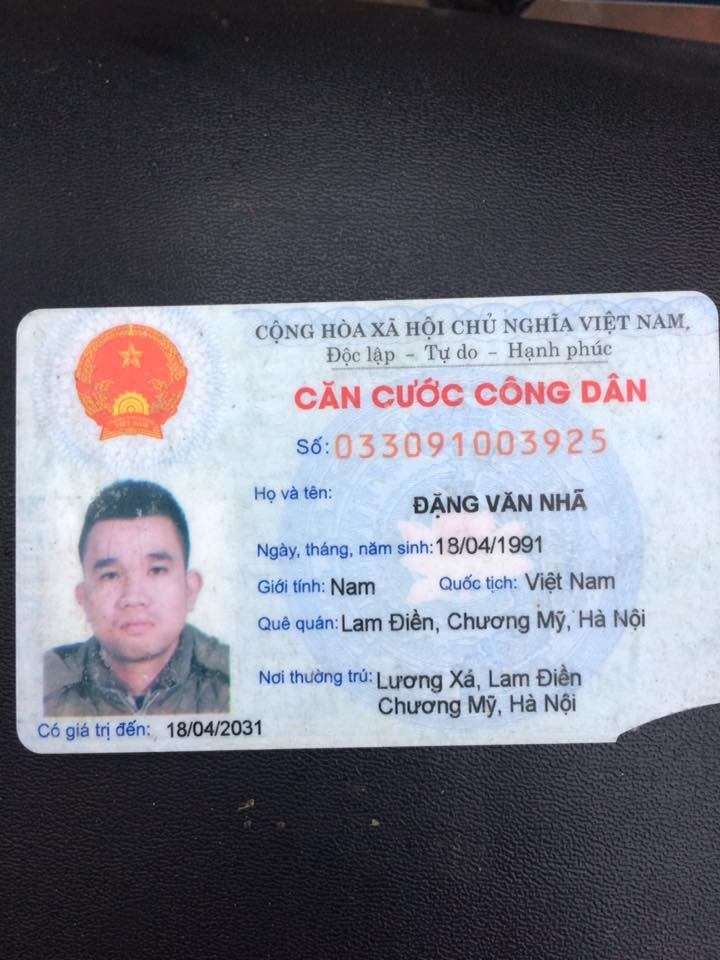 CỘNG HÒA XÃ HỘI CHỦ NGHĨA VIỆT NAM
Độc lập - Tự do - Hạnh phúc
CĂN CƯỚC CÔNG DÂN
Số: 033091003925
Họ và tên: ĐẶNG VĂN NHÃ
Ngày, tháng, năm sinh: 18/04/1991
Giới tính: Nam Quốc tịch: Việt Nam
Quê quán: Lam Điền, Chương Mỹ, Hà Nội
Nơi thường trú: Lương Xá, Lam Điền
Chương Mỹ, Hà Nội
Có giá trị đến: 18/04/2031
VIỆT NAM